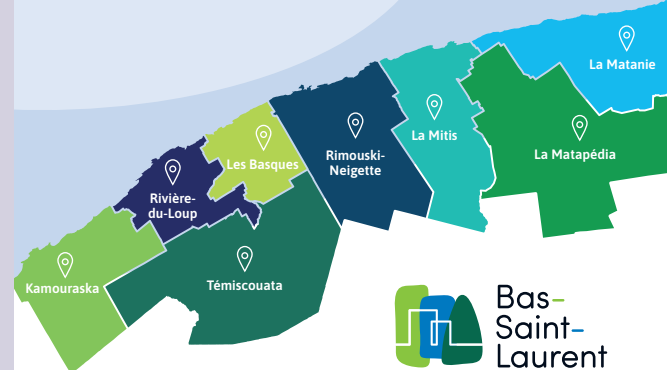 La Matanie
La Mitis
La Matapédia
Les Basques
Rimouski-
Neigette
Rivière-
du-Loup
Kamouraska
Témiscouata
Bas-
Saint-
Laurent